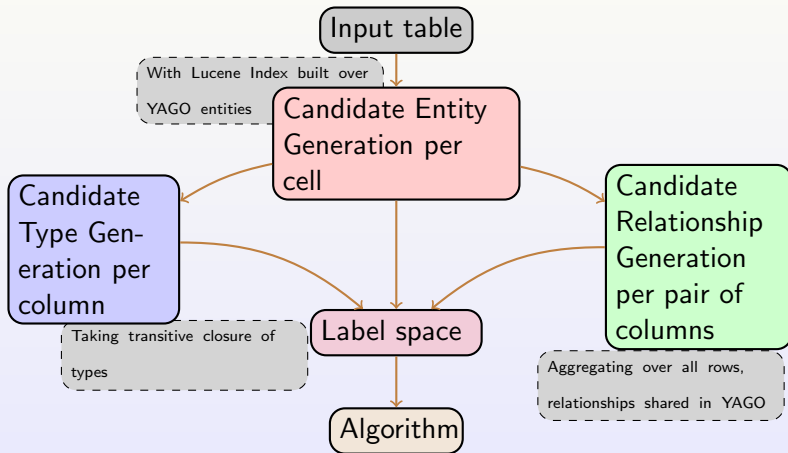 Input table
With Lucene Index built over
YAGO entities
Candidate Entity
Generation per
cell
Candidate
Type Gen-
eration per
column
Candidate
Relationship
Generation
per pair of
columns
Taking transitive closure of
types
Label space
Aggregating over all rows,
relationships shared in YAGO
Algorithm